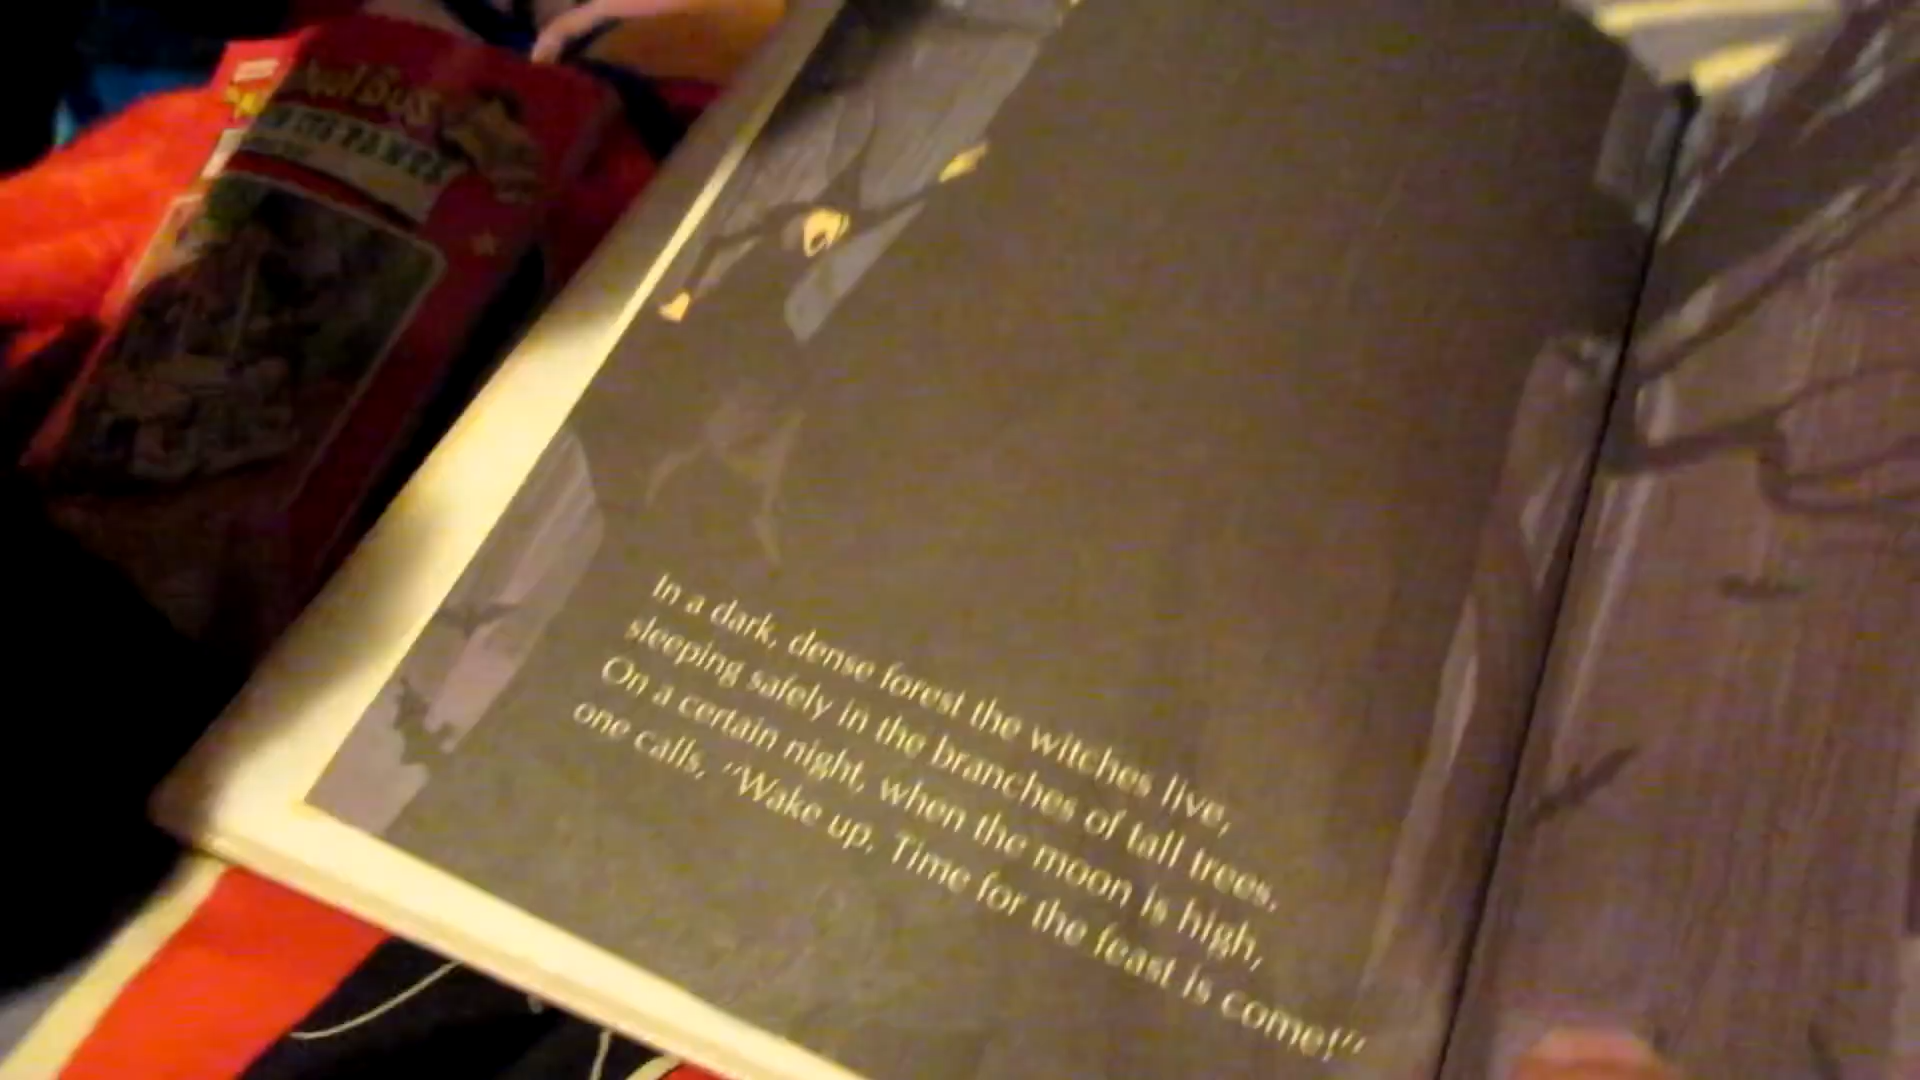 In a dark, dense forest the witches live,
sleeping safely in the branches of tall trees.
On a certain night, when the moon is high,
one calls, "Wake up. Time for the feast is come!"